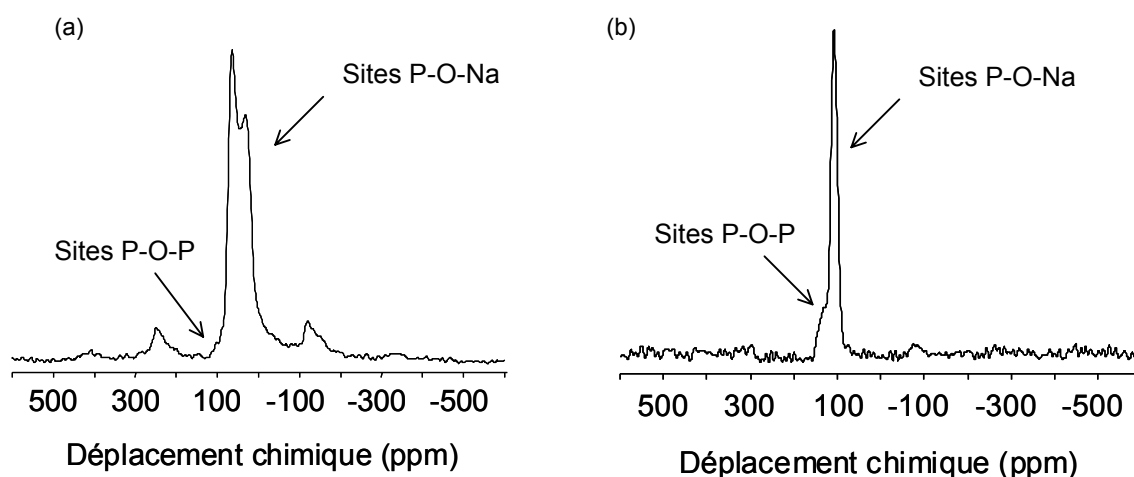 (a)
Sites P-O-Na
Sites P-O-P
500 300 100 -100 -300 -500
Déplacement chimique (ppm)
(b)
Sites P-O-Na
Sites P-O-P
500 300 100 -100 -300 -500
Déplacement chimique (ppm)